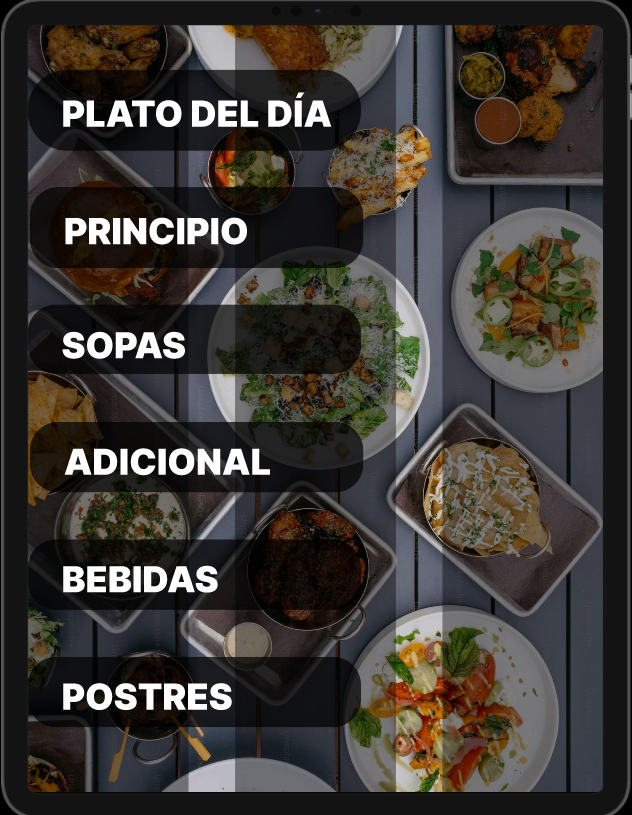 PLATO DEL DÍA
PRINCIPIO
SOPAS
ADICIONAL
BEBIDAS
POSTRES